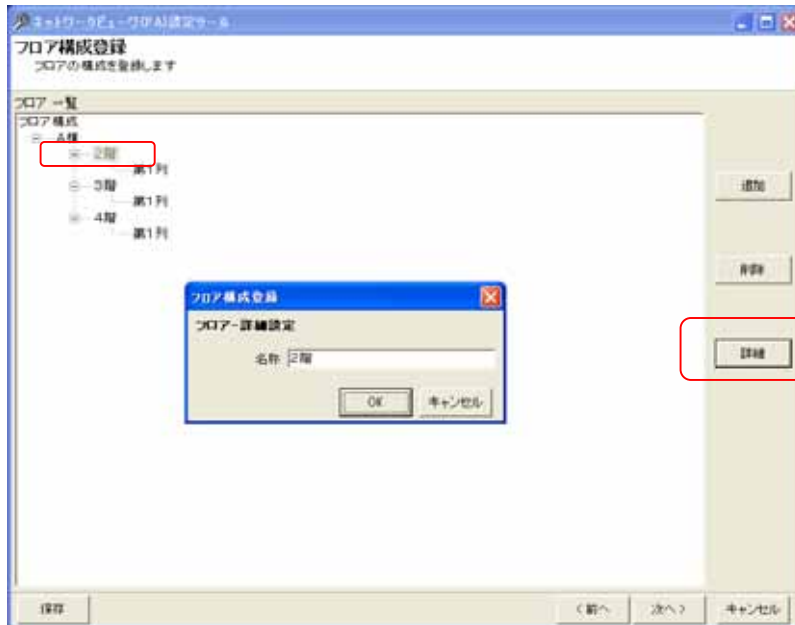 ネットワークビューワ(FA)設定ツール
フロア構成登録
フロアの構成を登録します
フロア 一覧
フロア構成
A棟
2階
第1列
3階
第1列
4階
第1列
追加
削除
詳細
フロア構成登録
フロアー詳細設定
名称 2階
OK キャンセル
保存 <前へ 次へ> キャンセル